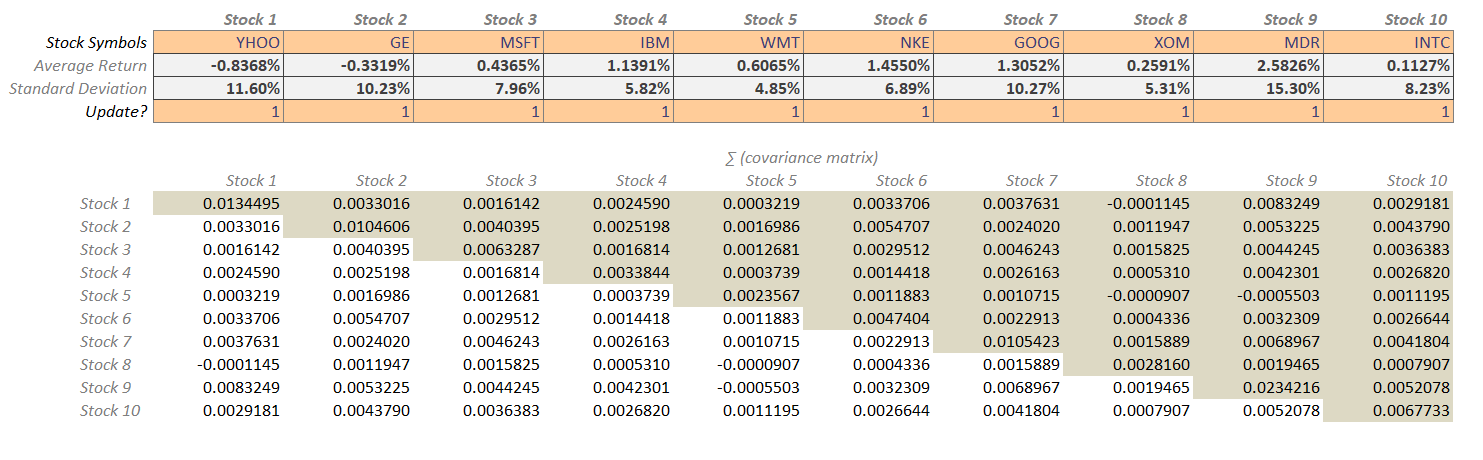 Stock 1 Stock 2 Stock 3 Stock 4 Stock 5 Stock 6 Stock 7 Stock 8 Stock 9 Stock 10
Stock Symbols YHOO GE MSFT IBM WMT NKE GOOG XOM MDR INTC
Average Return -0.8368% -0.3319% 0.4365% 1.1391% 0.6065% 1.4550% 1.3052% 0.2591% 2.5826% 0.1127%
Standard Deviation 11.60% 10.23% 7.96% 5.82% 4.85% 6.89% 10.27% 5.31% 15.30% 8.23%
Update? 1 1 1 1 1 1 1 1 1 1
∑ (covariance matrix)
Stock 1 Stock 2 Stock 3 Stock 4 Stock 5 Stock 6 Stock 7 Stock 8 Stock 9 Stock 10
Stock 1 0.0134495 0.0033016 0.0016142 0.0024590 0.0003219 0.0033706 0.0037631 -0.0001145 0.0083249 0.0029181
Stock 2 0.0033016 0.0104606 0.0040395 0.0025198 0.0016986 0.0054707 0.0024020 0.0011947 0.0053225 0.0043790
Stock 3 0.0016142 0.0040395 0.0063287 0.0016814 0.0012681 0.0029512 0.0046243 0.0015825 0.0044245 0.0036383
Stock 4 0.0024590 0.0025198 0.0016814 0.0033844 0.0003739 0.0014418 0.0026163 0.0005310 0.0042301 0.0026820
Stock 5 0.0003219 0.0016986 0.0012681 0.0003739 0.0023567 0.0011883 0.0010715 -0.0000907 -0.0005503 0.0011195
Stock 6 0.0033706 0.0054707 0.0029512 0.0014418 0.0011883 0.0047404 0.0022913 0.0004336 0.0032309 0.0026644
Stock 7 0.0037631 0.0024020 0.0046243 0.0026163 0.0010715 0.0022913 0.0105423 0.0015889 0.0068967 0.0041804
Stock 8 -0.0001145 0.0011947 0.0015825 0.0005310 -0.0000907 0.0004336 0.0015889 0.0028160 0.0019465 0.0007907
Stock 9 0.0083249 0.0053225 0.0044245 0.0042301 -0.0005503 0.0032309 0.0068967 0.0019465 0.0234216 0.0052078
Stock 10 0.0029181 0.0043790 0.0036383 0.0026820 0.0011195 0.0026644 0.0041804 0.0007907 0.0052078 0.0067733